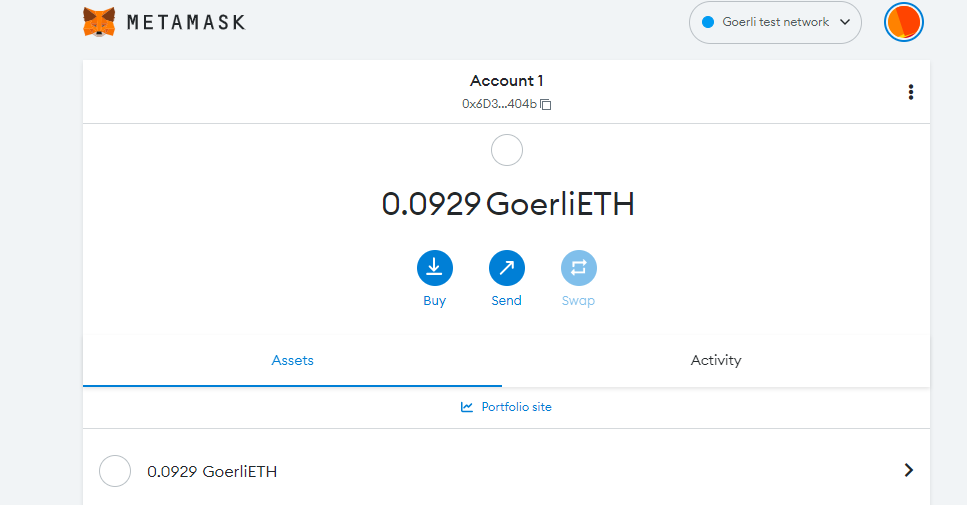 METAMASK
Goerli test network
Account 1
0x6D3...404b
0.0929 GoerliETH
Buy
Send
Swap
Assets
Activity
Portfolio site
0.0929 GoerliETH